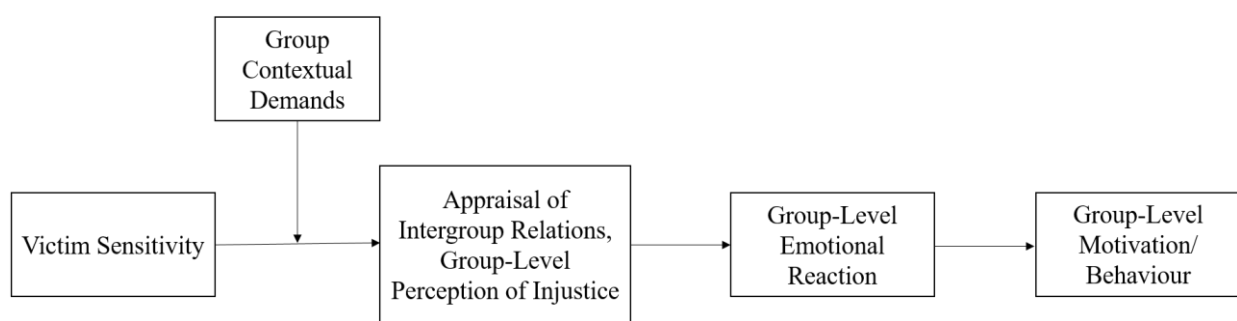 Group
Contextual
Demands
Victim Sensitivity
Appraisal of
Intergroup Relations,
Group-Level
Perception of Injustice
Group-Level
Emotional
Reaction
Group-Level
Motivation/
Behaviour